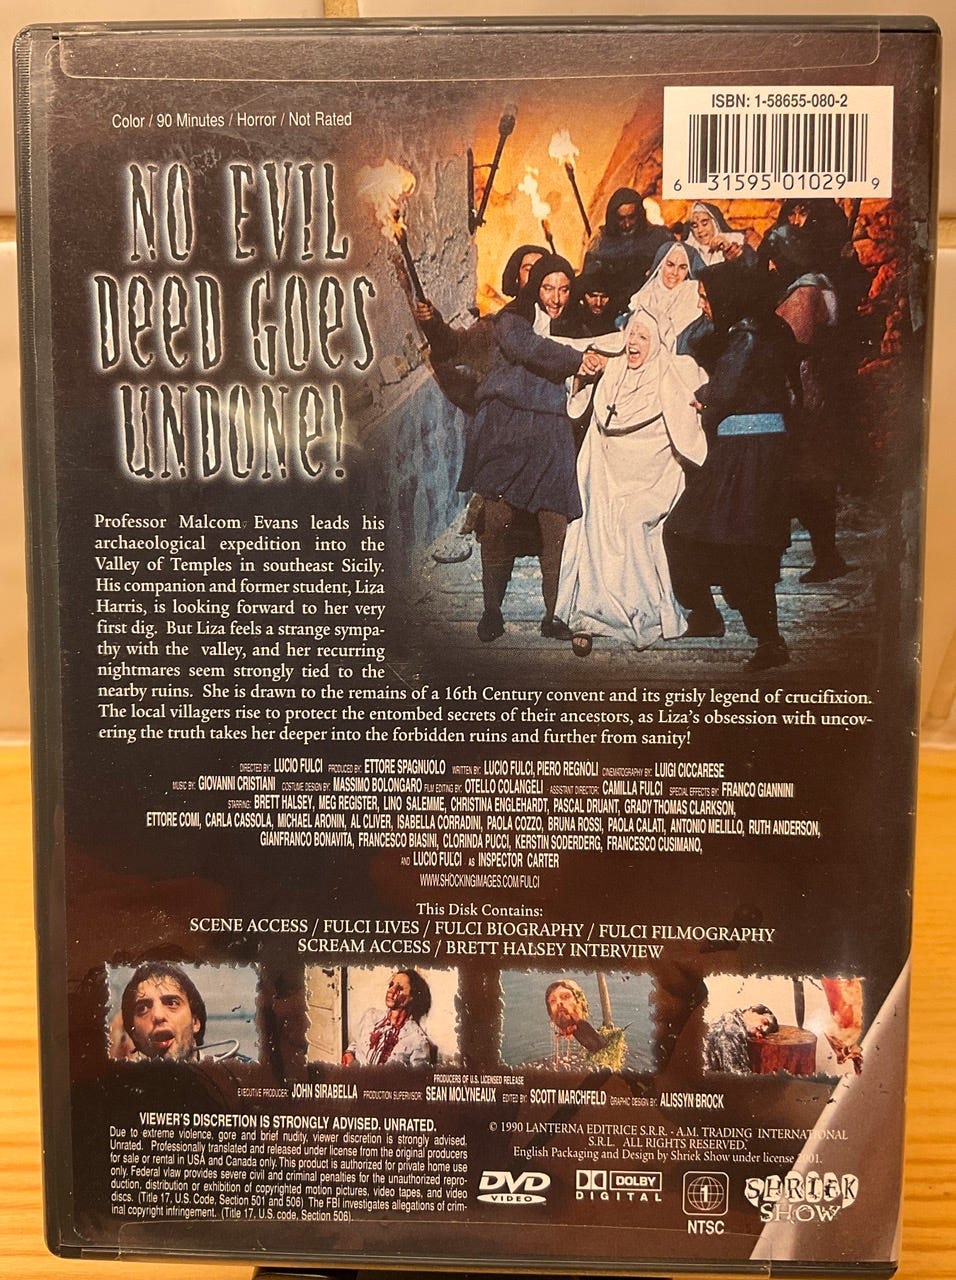 Color / 90 Minutes / Horror / Not Rated
ISBN: 1-58655-080-2
6 31595 01029 9
NO EVIL
DEED GOES
UNDONE!
Professor Malcom Evans leads his
archaeological expedition into the
Valley of Temples in southeast Sicily.
His companion and former student, Liza
Harris, is looking forward to her very
first dig. But Liza feels a strange sympa-
thy with the valley, and her recurring
nightmares seem strongly tied to the
nearby ruins. She is drawn to the remains of a 16th Century convent and its grisly legend of crucifixion.
The local villagers rise to protect the entombed secrets of their ancestors, as Liza's obsession with uncov-
ering the truth takes her deeper into the forbidden ruins and further from sanity!
DIRECTED BY: LUCIO FULCI PRODUCED BY: ETTORE SPAGNUOLO WRITTEN BY: LUCIO FULCI, PIERO REGNOLI CINEMATOGRAPHY BY: LUIGI CICCARESE
MUSIC BY: GIOVANNI CRISTIANI COSTUME DESIGN BY: MASSIMO BOLONGARO FILM EDITING BY: OTELLO COLANGELI ASSISTANT DIRECTOR: CAMILLA FULCI SPECIAL EFFECTS BY: FRANCO GIANNINI
STARRING: BRETT HALSEY, MEG REGISTER, LINO SALEMME, CHRISTINA ENGLEHARDT, PASCAL DRUANT, GRADY THOMAS CLARKSON,
ETTORE COMI, CARLA CASSOLA, MICHAEL ARONIN, AL CLIVER, ISABELLA CORRADINI, PAOLA COZZO, BRUNA ROSSI, PAOLA CALATI, ANTONIO MELILLO, RUTH ANDERSON,
GIANFRANCO BONAVITA, FRANCESCO BIASINI, CLORINDA PUCCI, KERSTIN SODERDERG, FRANCESCO CUSIMANO,
AND LUCIO FULCI AS INSPECTOR CARTER
WWW.SHOCKINGIMAGES.COM/FULCI
This Disk Contains:
SCENE ACCESS / FULCI LIVES / FULCI BIOGRAPHY / FULCI FILMOGRAPHY
SCREAM ACCESS / BRETT HALSEY INTERVIEW
PRODUCERS OF U.S. LICENSED RELEASE
EXECUTIVE PRODUCER: JOHN SIRABELLA PRODUCTION SUPERVISOR: SEAN MOLYNEAUX EDITED BY: SCOTT MARCHFELD GRAPHIC DESIGN BY: ALISSYN BROCK
VIEWER'S DISCRETION IS STRONGLY ADVISED. UNRATED.
Due to extreme violence, gore and brief nudity, viewer discretion is strongly advised.
Unrated. Professionally translated and released under license from the original producers
for sale or rental in USA and Canada only. This product is authorized for private home use
only. Federal vlaw provides severe civil and criminal penalties for the unauthorized repro-
duction, distribution or exhibition of copyrighted motion pictures, video tapes, and video
discs. (Title 17, U.S. Code, Section 501 and 506) The FBI investigates allegations of crim-
inal copyright infringement. (Title 17, U.S. code, Section 506).
© 1990 LANTERNA EDITRICE S.R.R. - A.M. TRADING INTERNATIONAL
S.R.L. ALL RIGHTS RESERVED.
English Packaging and Design by Shriek Show under license 2001.
DVD
VIDEO
DOLBY
DIGITAL
1
NTSC
SHRIEK
SHOW